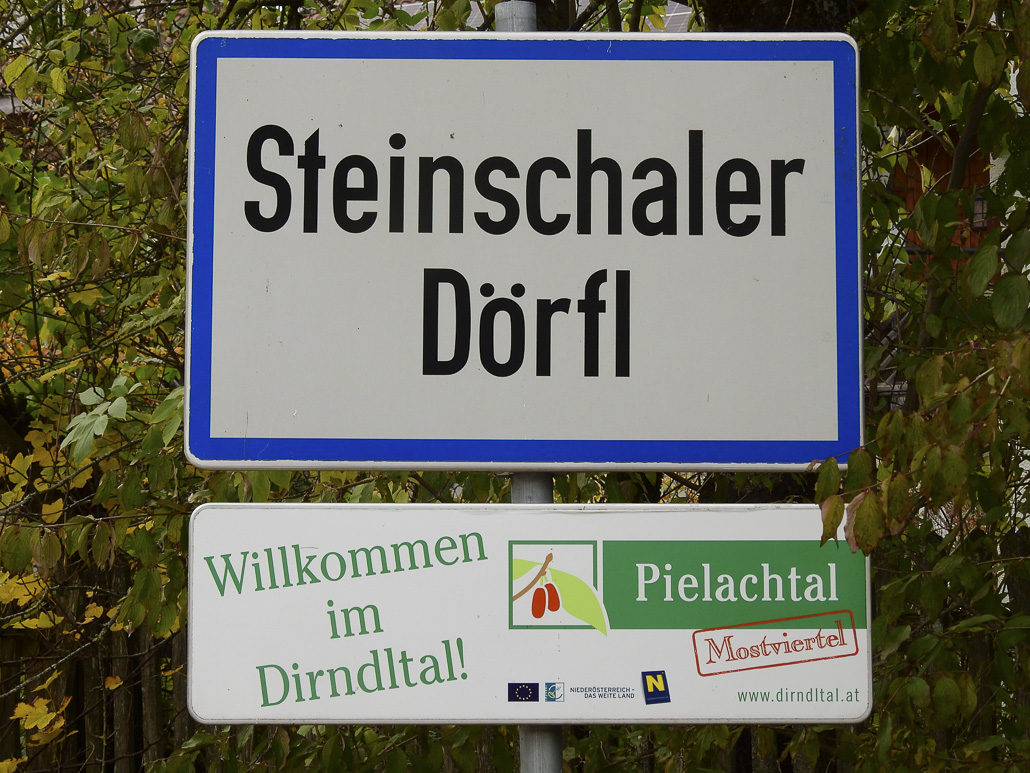 Steinschaler
Dörfl
Willkommen
im
Dirndltal!
Pielachtal
Mostviertel
NIEDERÖSTERREICH –
DAS WEITE LAND
N
www.dirndltal.at